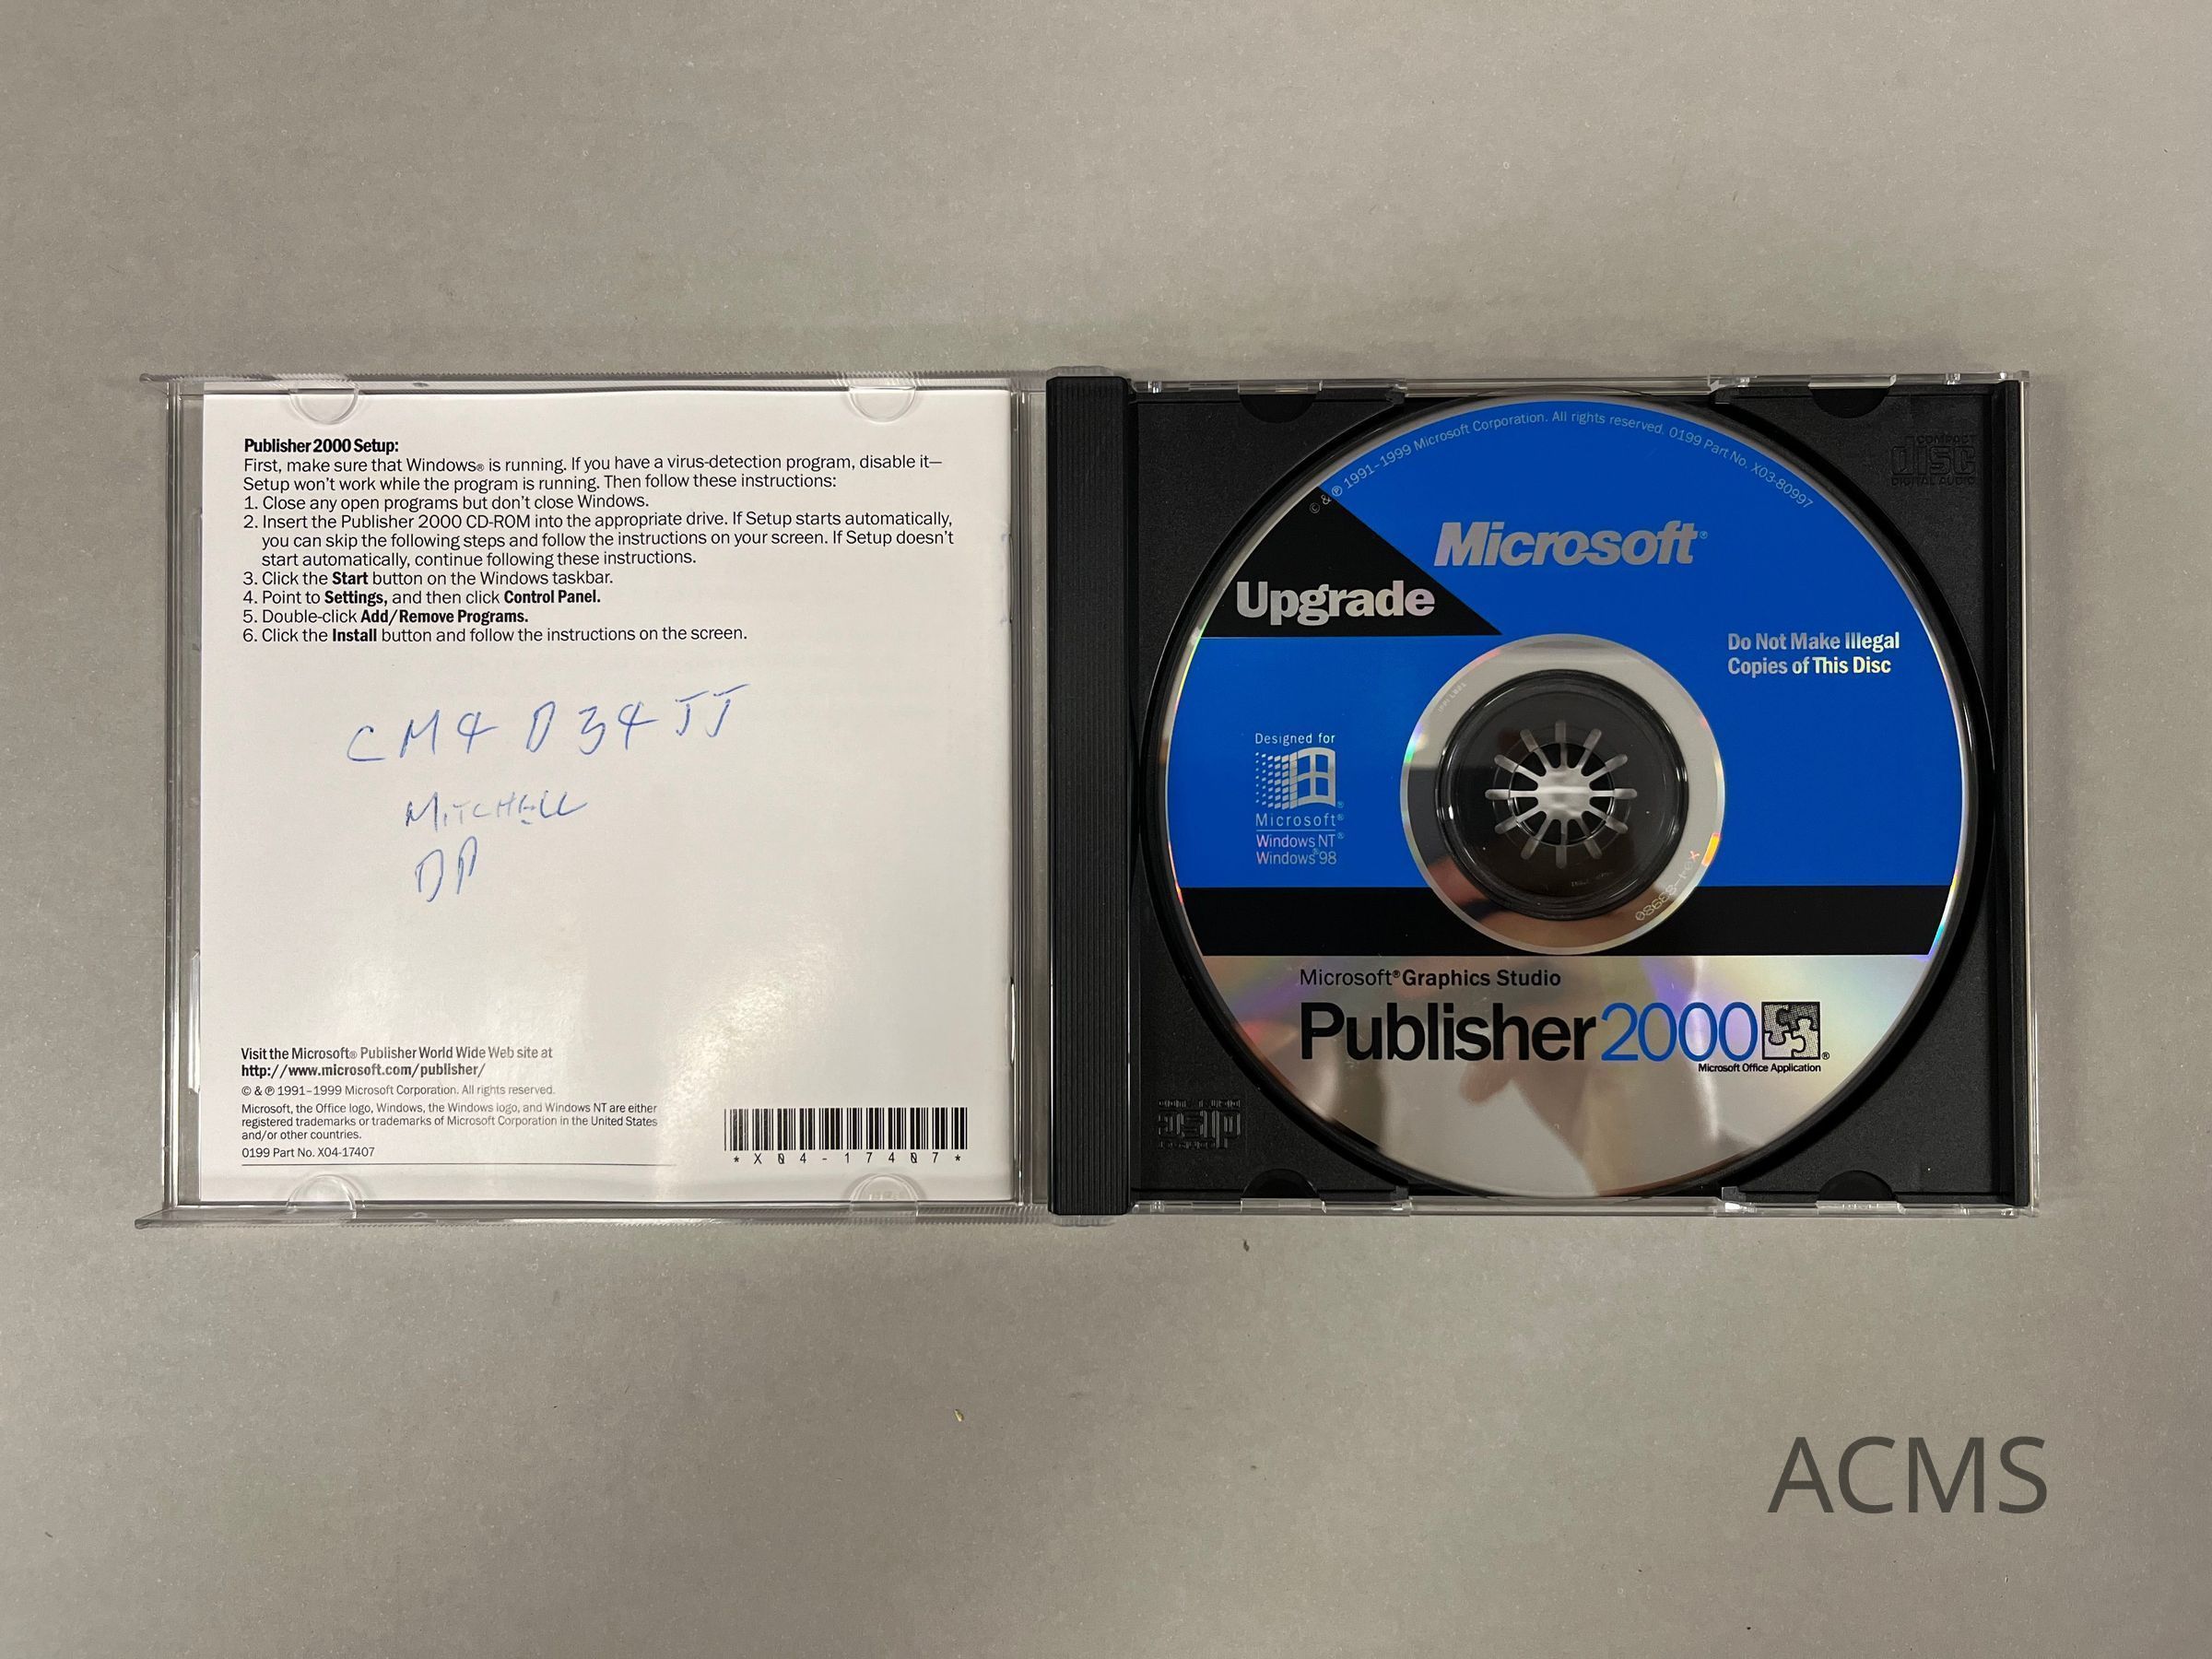 Publisher 2000 Setup:
First, make sure that Windows® is running. If you have a virus-detection program, disable it—
Setup won't work while the program is running. Then follow these instructions:
1. Close any open programs but don't close Windows.
2. Insert the Publisher 2000 CD-ROM into the appropriate drive. If Setup starts automatically,
you can skip the following steps and follow the instructions on your screen. If Setup doesn't
start automatically, continue following these instructions.
3. Click the Start button on the Windows taskbar.
4. Point to Settings, and then click Control Panel.
5. Double-click Add/Remove Programs.
6. Click the Install button and follow the instructions on the screen.
CM4 D34JJ
MITCHELL
Visit the Microsoft® Publisher World Wide Web site at
http://www.microsoft.com/publisher/
© & ℗ 1991–1999 Microsoft Corporation. All rights reserved.
Microsoft, the Office logo, Windows, the Windows logo, and Windows NT are either
registered trademarks or trademarks of Microsoft Corporation in the United States
and/or other countries.
0199 Part No. X04-17407
*X04-17407*
© & ℗ 1991–1999 Microsoft Corporation. All rights reserved. 0199 Part No. X03-80997
Microsoft®
Upgrade
Do Not Make Illegal
Copies of This Disc
Designed for
Microsoft®
Windows NT®
Windows®98
Microsoft® Graphics Studio
Publisher 2000®
Microsoft Office Application
COMPACT
disc
DIGITAL AUDIO
ACMS